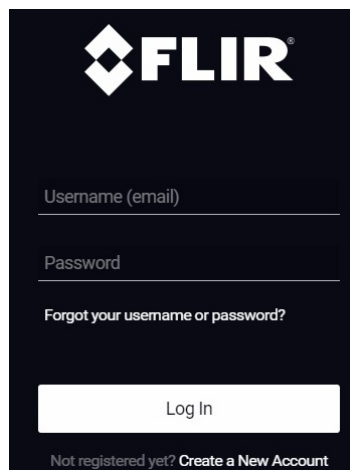 FLIR®
Username (email)
Password
Forgot your username or password?
Log In
Not registered yet? Create a New Account